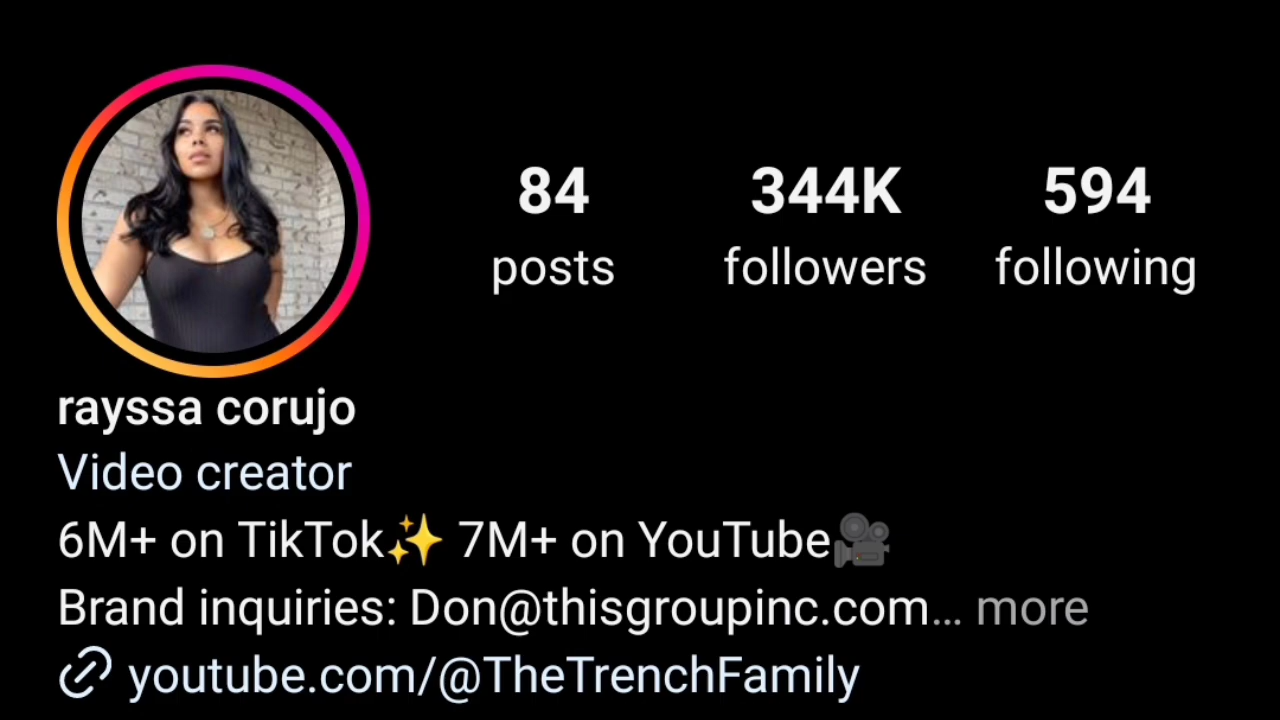 84 344K 594
posts followers following
rayssa corujo
Video creator
6M+ on TikTok✨ 7M+ on YouTube🎥
Brand inquiries: Don@thisgroupinc.com... more
youtube.com/@TheTrenchFamily